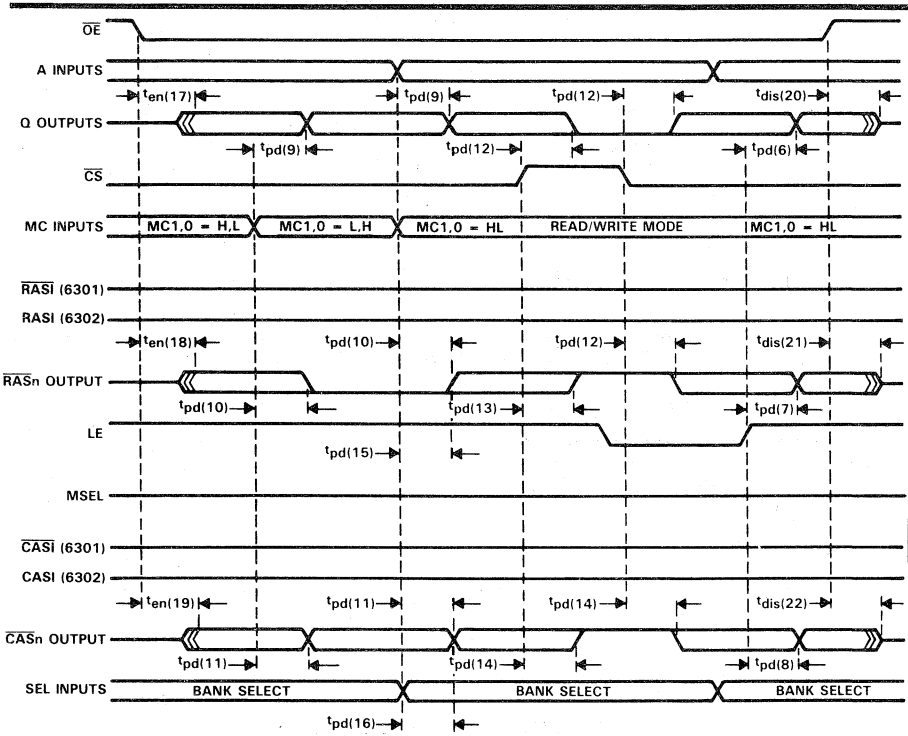 OE
A INPUTS
ten(17) tpd(9) tpd(12) tdis(20)
Q OUTPUTS
tpd(9) tpd(12) tpd(6)
CS
MC INPUTS MC1,0 = H,L MC1,0 = L,H MC1,0 = HL READ/WRITE MODE MC1,0 = HL
RASI (6301)
RASI (6302)
ten(18) tpd(10) tpd(12) tdis(21)
RASn OUTPUT
tpd(10) tpd(13) tpd(7)
LE
tpd(15)
MSEL
CASI (6301)
CASI (6302)
ten(19) tpd(11) tpd(14) tdis(22)
CASn OUTPUT
tpd(11) tpd(14) tpd(8)
SEL INPUTS BANK SELECT BANK SELECT BANK SELECT
tpd(16)